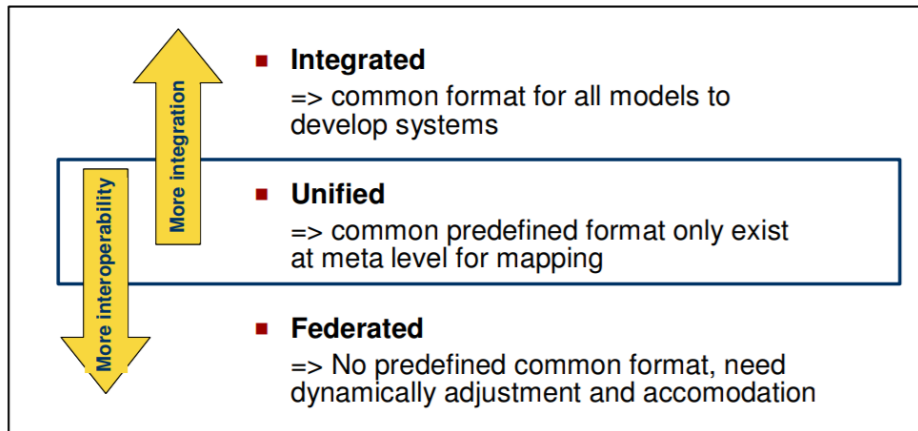 More integration
More interoperability
▪ Integrated
=> common format for all models to
develop systems
▪ Unified
=> common predefined format only exist
at meta level for mapping
▪ Federated
=> No predefined common format, need
dynamically adjustment and accomodation